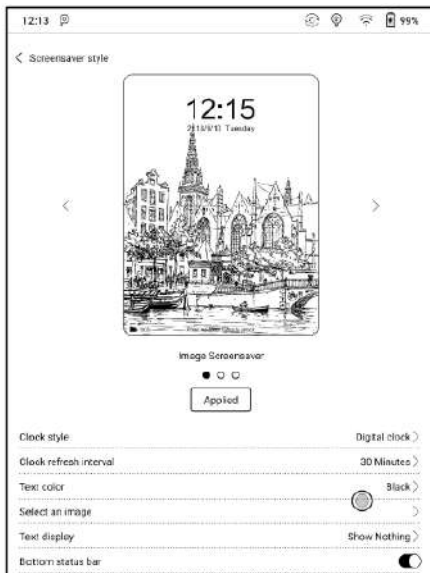 12:13 99%
Screensaver style
12:15
Tuesday
Image Screensaver
Applied
Clock style Digital clock
Clock refresh interval 30 Minutes
Text color Black
Select an image
Text display Show Nothing
Bottom status bar